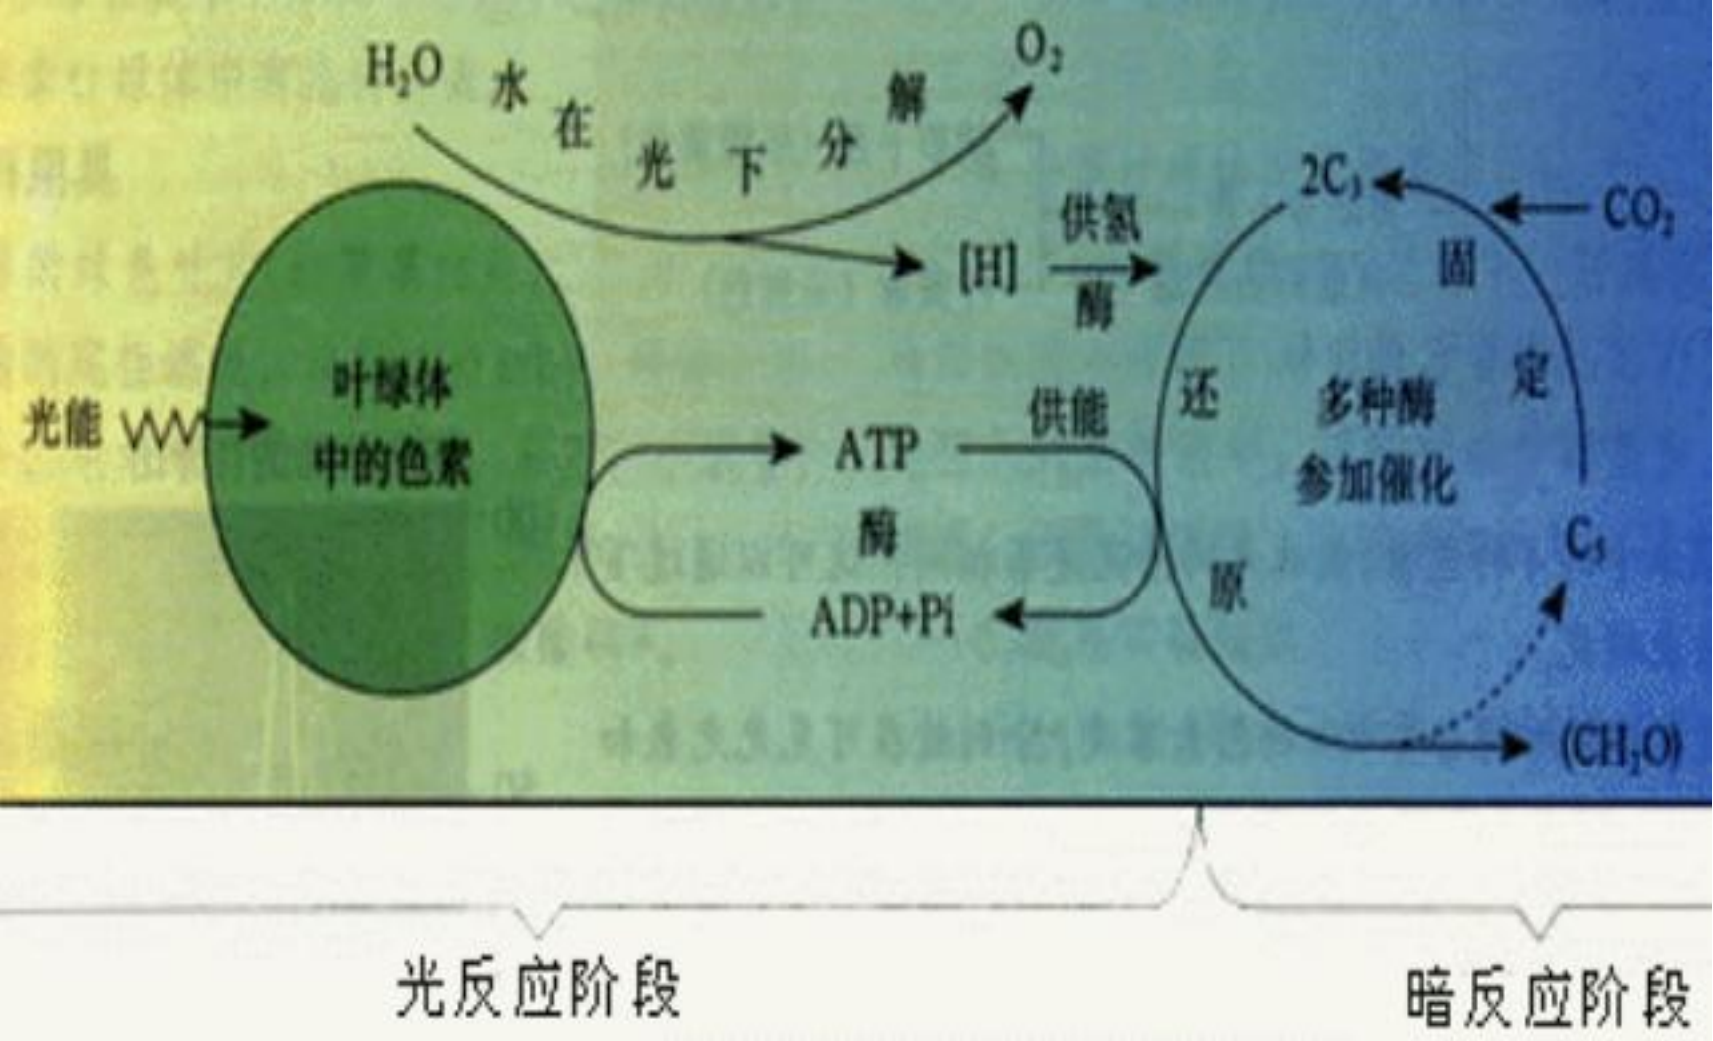 H₂O
水在光下分解
O₂
2C₃
CO₂
供氢
[H]
酶
固定
叶绿体
中的色素
光能
供能
ATP
还原
多种酶
参加催化
酶
C₅
ADP+Pi
(CH₂O)
光反应阶段
暗反应阶段